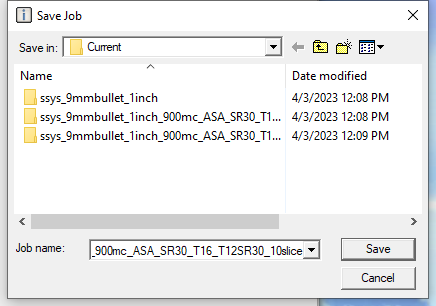 Save Job
Save in: Current
Name Date modified
ssys_9mmbullet_1inch 4/3/2023 12:08 PM
ssys_9mmbullet_1inch_900mc_ASA_SR30_T1... 4/3/2023 12:08 PM
ssys_9mmbullet_1inch_900mc_ASA_SR30_T1... 4/3/2023 12:09 PM
Job name: _900mc_ASA_SR30_T16_T12SR30_10slice Save
Cancel